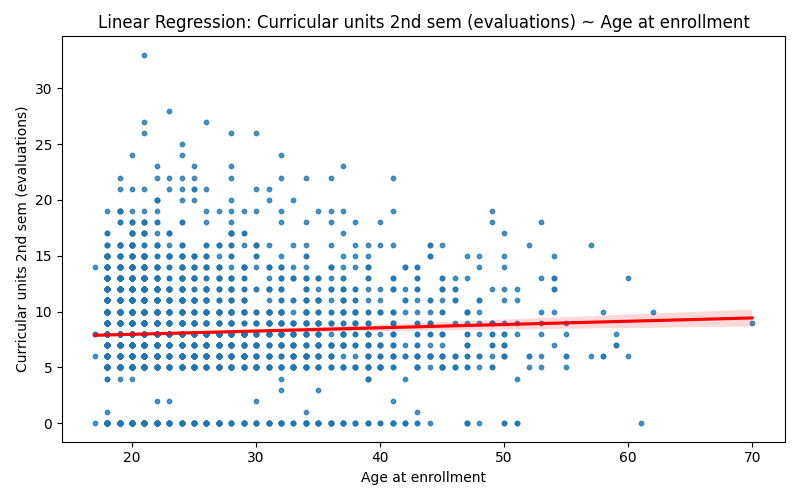 Linear Regression: Curricular units 2nd sem (evaluations) ~ Age at enrollment
Curricular units 2nd sem (evaluations)
30
25
20
15
10
5
0
20 30 40 50 60 70
Age at enrollment